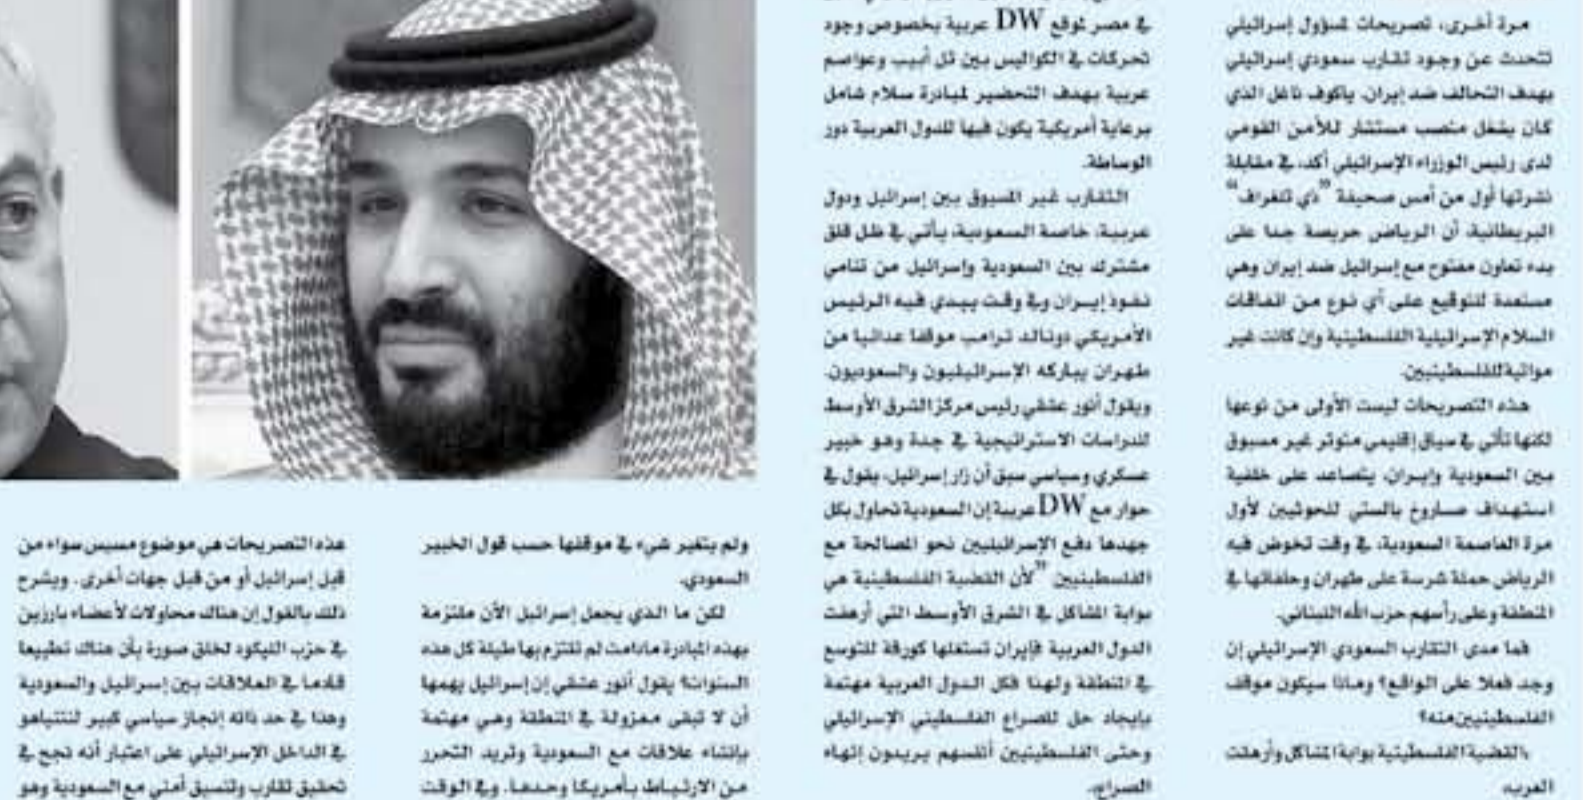 مرة أخرى، تصريحات لمسؤول إسرائيلي
تتحدث عن وجود تقارب سعودي إسرائيلي
بهدف التحالف ضد إيران. ياكوف ناغل الذي
كان يشغل منصب مستشار للأمن القومي
لدى رئيس الوزراء الإسرائيلي أكد، في مقابلة
نشرتها أول من أمس صحيفة "ذي تلغراف"
البريطانية، أن الرياض حريصة جدا على
بدء تعاون مفتوح مع إسرائيل ضد إيران وهي
مستعدة للتوقيع على أي نوع من اتفاقات
السلام الإسرائيلية الفلسطينية وإن كانت غير
مواتية للفلسطينيين.
هذه التصريحات ليست الأولى من نوعها
لكنها تأتي في سياق إقليمي متوتر غير مسبوق
بين السعودية وإيران، يتصاعد على خلفية
استهداف صاروخ بالستي للحوثيين لأول
مرة العاصمة السعودية، في وقت تخوض فيه
الرياض حملة شرسة على طهران وحلفائها في
المنطقة وعلى رأسهم حزب الله اللبناني.
فما مدى التقارب السعودي الإسرائيلي إن
وجد فعلا على الواقع؟ وماذا سيكون موقف
الفلسطينيين منه؟
«القضية الفلسطينية بوابة المشاكل وأرهقت
العرب»
في مصر لموقع DW عربية بخصوص وجود
تحركات في الكواليس بين تل أبيب وعواصم
عربية بهدف التحضير لمبادرة سلام شامل
برعاية أمريكية يكون فيها للدول العربية دور
الوساطة.
التقارب غير المسبوق بين إسرائيل ودول
عربية، خاصة السعودية، يأتي في ظل قلق
مشترك بين السعودية وإسرائيل من تنامي
نفوذ إيران وفي وقت يبدي فيه الرئيس
الأمريكي دونالد ترامب موقفا عدائيا من
طهران يباركه الإسرائيليون والسعوديون.
ويقول أنور عشقي رئيس مركز الشرق الأوسط
للدراسات الاستراتيجية في جدة وهو خبير
عسكري وسياسي سبق أن زار إسرائيل، يقول في
حوار مع DW عربية إن السعودية تحاول بكل
جهدها دفع الإسرائيليين نحو المصالحة مع
الفلسطينيين "لأن القضية الفلسطينية هي
بوابة المشاكل في الشرق الأوسط التي أرهقت
الدول العربية فإيران تستغلها كورقة للتوسع
في المنطقة ولهذا فكل الدول العربية مهتمة
بإيجاد حل للصراع الفلسطيني الإسرائيلي
وحتى الفلسطينيين أنفسهم يريدون إنهاء
الصراع».
ولم يتغير شيء في موقفها حسب قول الخبير
السعودي.
لكن ما الذي يجعل إسرائيل الآن ملتزمة
بهذه المبادرة مادامت لم تلتزم بها طيلة كل هذه
السنوات؟ يقول أنور عشقي إن إسرائيل يهمها
أن لا تبقى معزولة في المنطقة وهي مهتمة
بإنشاء علاقات مع السعودية وتريد التحرر
من الارتباط بأمريكا وحدها. وفي الوقت
هذه التصريحات هي موضوع مسيس سواء من
قبل إسرائيل أو من قبل جهات أخرى. ويشرح
ذلك بالقول إن هناك محاولات لأعضاء بارزين
في حزب الليكود لخلق صورة بأن هناك تطبيعا
قادما في العلاقات بين إسرائيل والسعودية
وهذا في حد ذاته إنجاز سياسي كبير لنتنياهو
في الداخل الإسرائيلي على اعتبار أنه نجح في
تحقيق تقارب وتنسيق أمني مع السعودية وهو